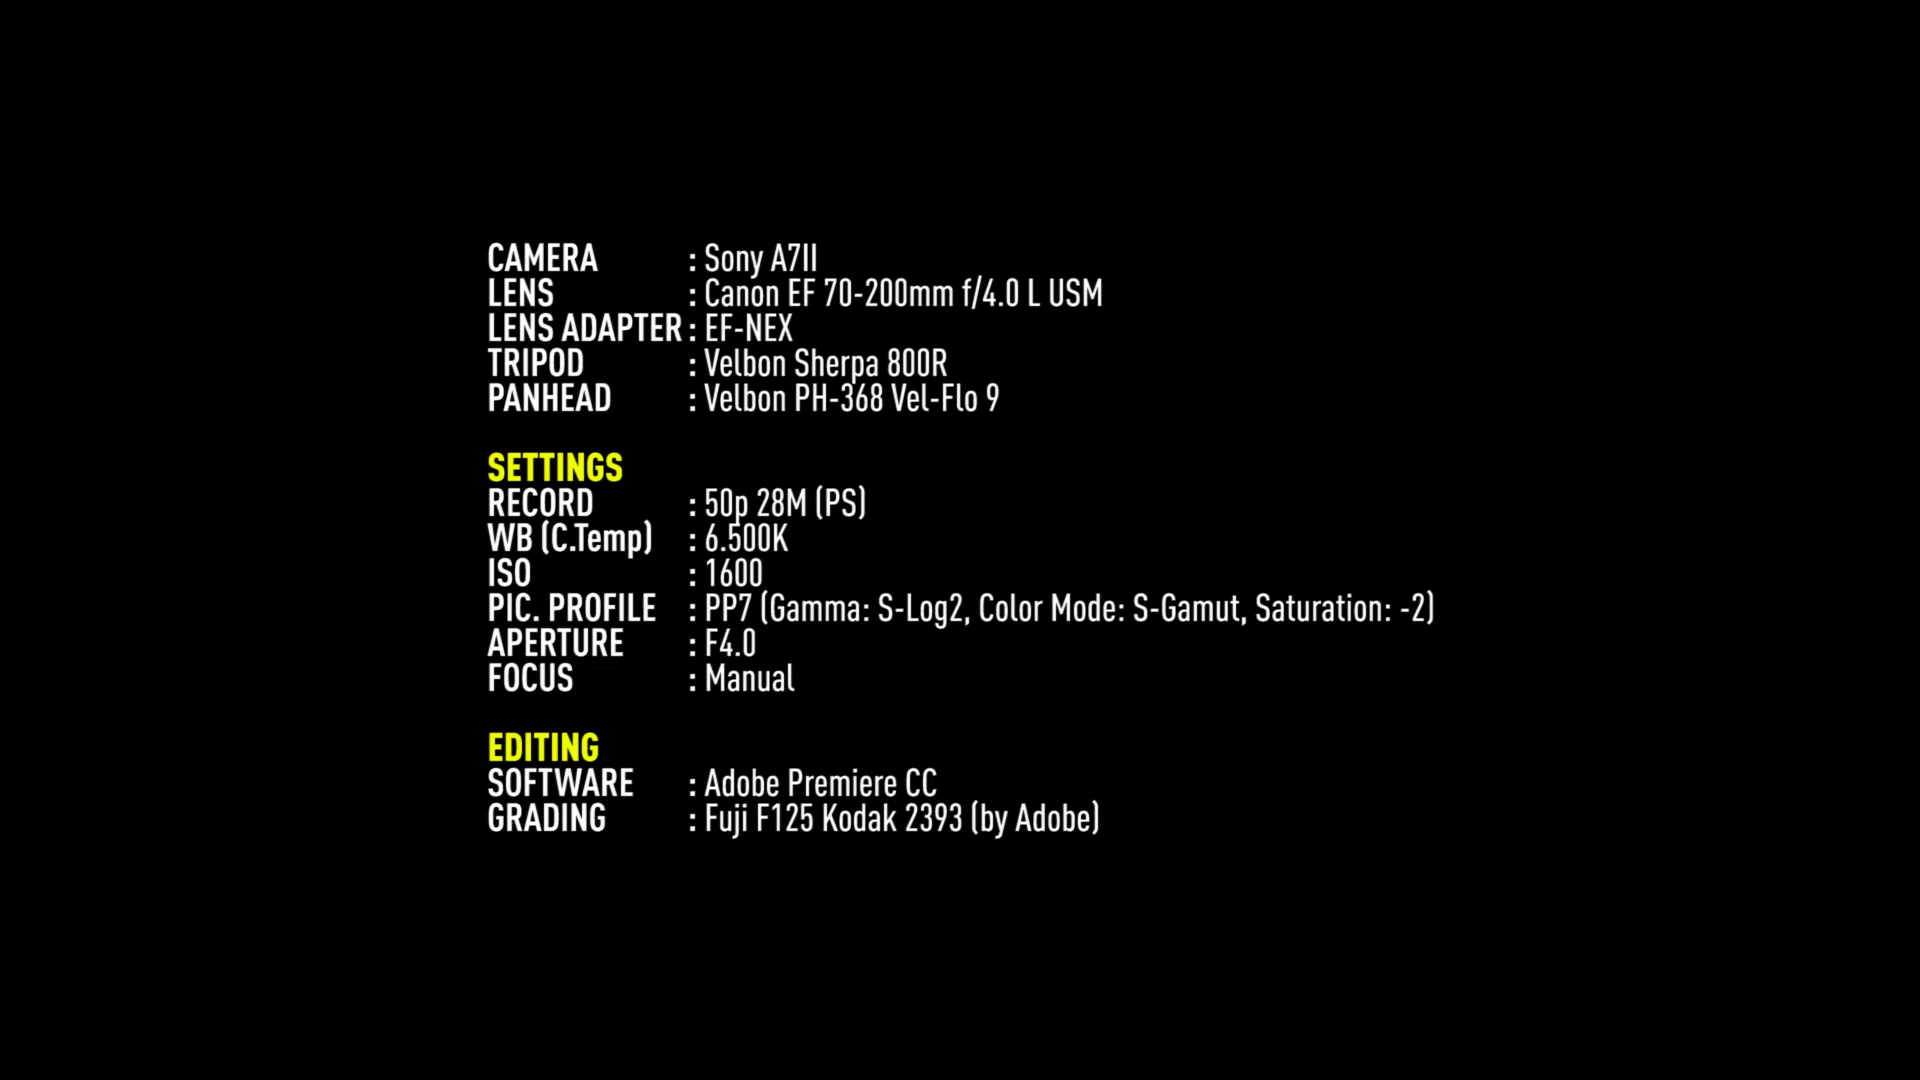 CAMERA : Sony A7II
LENS : Canon EF 70-200mm f/4.0 L USM
LENS ADAPTER : EF-NEX
TRIPOD : Velbon Sherpa 800R
PANHEAD : Velbon PH-368 Vel-Flo 9
SETTINGS
RECORD : 50p 28M (PS)
WB (C.Temp) : 6.500K
ISO : 1600
PIC. PROFILE : PP7 (Gamma: S-Log2, Color Mode: S-Gamut, Saturation: -2)
APERTURE : F4.0
FOCUS : Manual
EDITING
SOFTWARE : Adobe Premiere CC
GRADING : Fuji F125 Kodak 2393 (by Adobe)